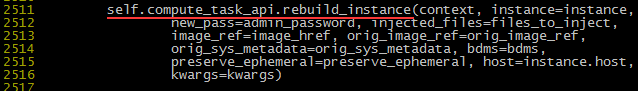 2511 self.compute_task_api.rebuild_instance(context, instance=instance,
2512 new_pass=admin_password, injected_files=files_to_inject,
2513 image_ref=image_href, orig_image_ref=orig_image_ref,
2514 orig_sys_metadata=orig_sys_metadata, bdms=bdms,
2515 preserve_ephemeral=preserve_ephemeral, host=instance.host,
2516 kwargs=kwargs)
2517